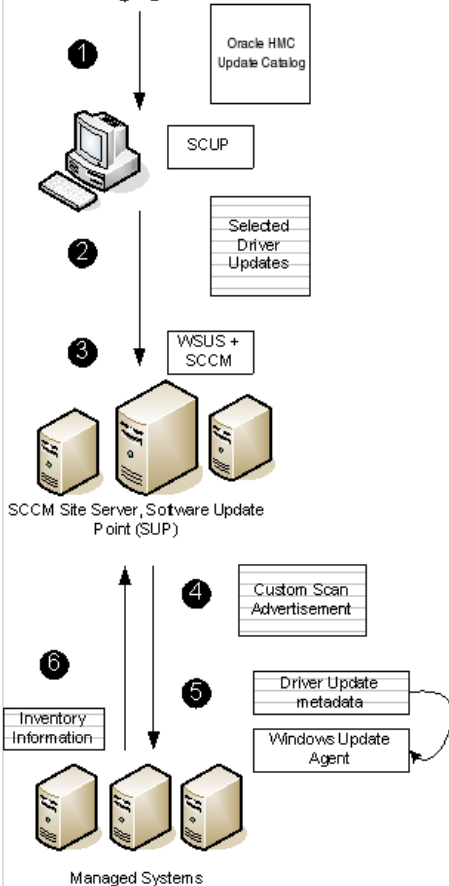 1
Oracle HMC
Update Catalog
SCUP
2
Selected
Driver
Updates
3
WSUS +
SCCM
SCCM Site Server, Software Update
Point (SUP)
4
Custom Scan
Advertisement
6
5
Driver Update
metadata
Inventory
Information
Windows Update
Agent
Managed Systems